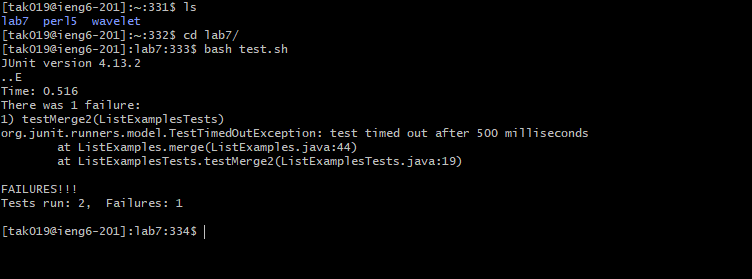 [tak019@ieng6-201]:~:331$ ls
lab7  perl5  wavelet
[tak019@ieng6-201]:~:332$ cd lab7/
[tak019@ieng6-201]:lab7:333$ bash test.sh
JUnit version 4.13.2
..E
Time: 0.516
There was 1 failure:
1) testMerge2(ListExamplesTests)
org.junit.runners.model.TestTimedOutException: test timed out after 500 milliseconds
        at ListExamples.merge(ListExamples.java:44)
        at ListExamplesTests.testMerge2(ListExamplesTests.java:19)

FAILURES!!!
Tests run: 2,  Failures: 1

[tak019@ieng6-201]:lab7:334$